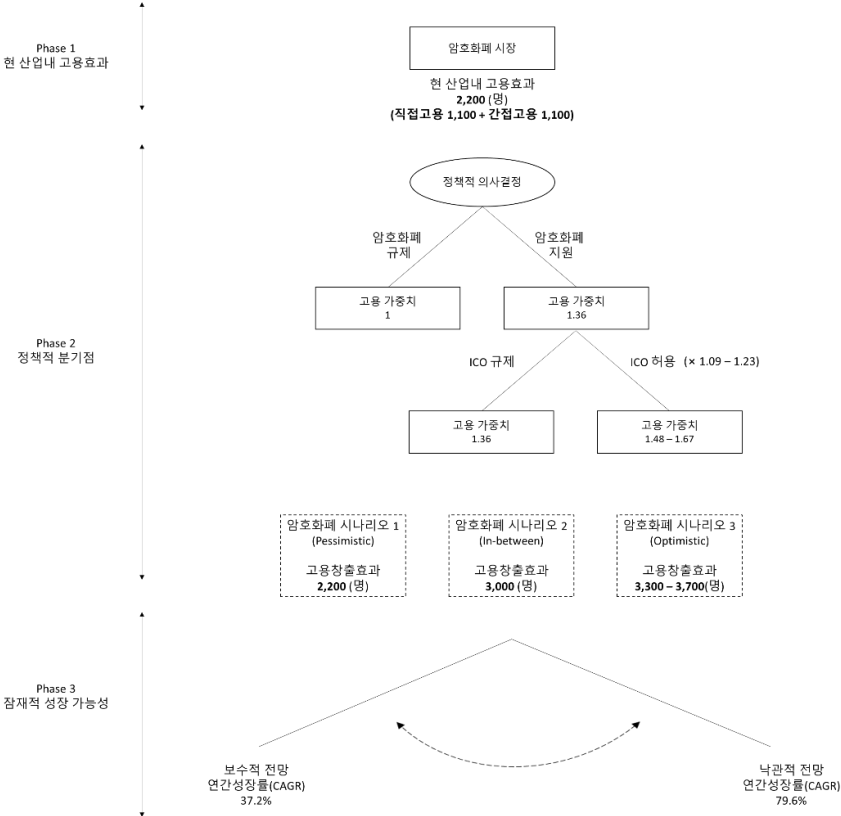 Phase 1
현 산업내 고용효과
암호화폐 시장
현 산업내 고용효과
2,200 (명)
(직접고용 1,100 + 간접고용 1,100)
Phase 2
정책적 분기점
정책적 의사결정
암호화폐
규제
암호화폐
지원
고용 가중치
1
고용 가중치
1.36
ICO 규제
ICO 허용 (× 1.09 – 1.23)
고용 가중치
1.36
고용 가중치
1.48 – 1.67
암호화폐 시나리오 1
(Pessimistic)
고용창출효과
2,200 (명)
암호화폐 시나리오 2
(In-between)
고용창출효과
3,000 (명)
암호화폐 시나리오 3
(Optimistic)
고용창출효과
3,300 – 3,700(명)
Phase 3
잠재적 성장 가능성
보수적 전망
연간성장률(CAGR)
37.2%
낙관적 전망
연간성장률(CAGR)
79.6%